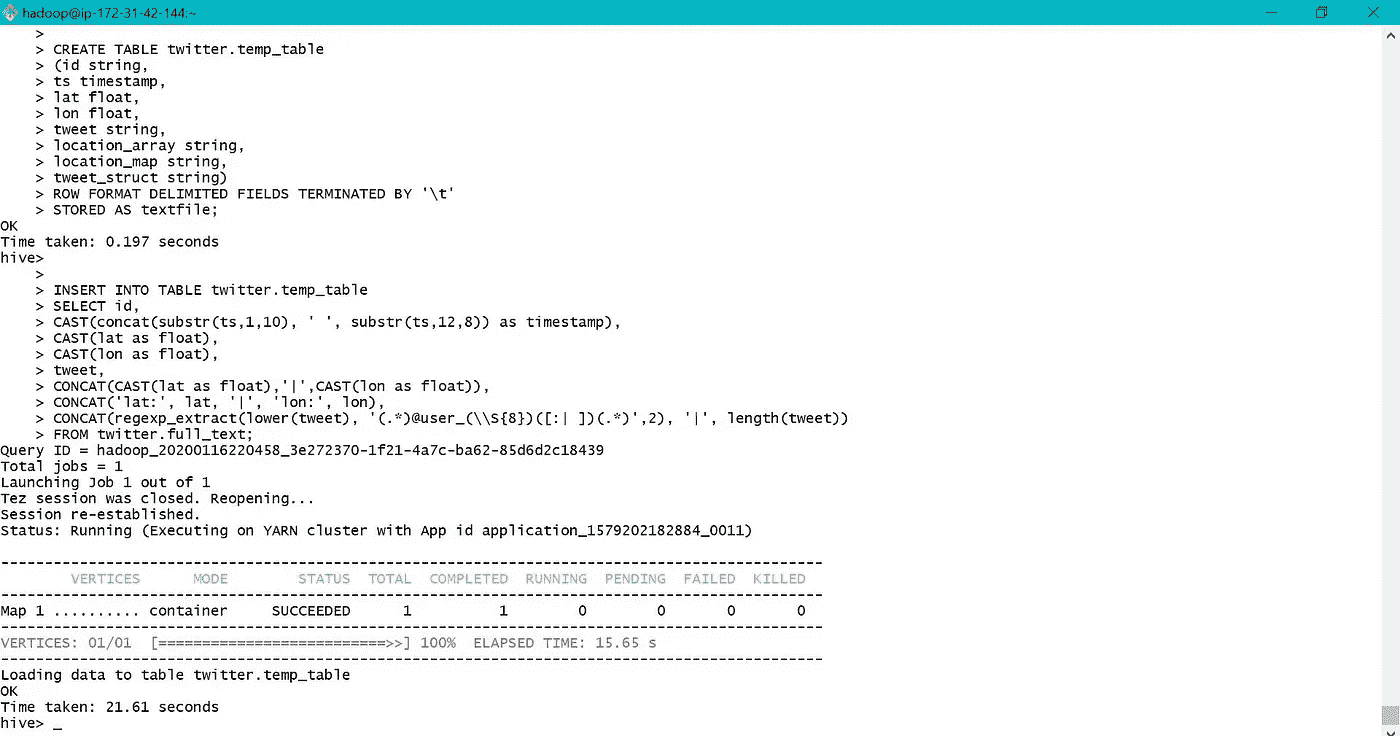 hadoop@ip-172-31-42-144:~
>
> CREATE TABLE twitter.temp_table
> (id string,
> ts timestamp,
> lat float,
> lon float,
> tweet string,
> location_array string,
> location_map string,
> tweet_struct string)
> ROW FORMAT DELIMITED FIELDS TERMINATED BY '\t'
> STORED AS textfile;
OK
Time taken: 0.197 seconds
hive>
>
> INSERT INTO TABLE twitter.temp_table
> SELECT id,
> CAST(concat(substr(ts,1,10), ' ', substr(ts,12,8)) as timestamp),
> CAST(lat as float),
> CAST(lon as float),
> tweet,
> CONCAT(CAST(lat as float),'|',CAST(lon as float)),
> CONCAT('lat:', lat, '|', 'lon:', lon),
> CONCAT(regexp_extract(lower(tweet), '(.*)@user_(\\S{8})([:| ])(.*)',2), '|', length(tweet))
> FROM twitter.full_text;
Query ID = hadoop_20200116220458_3e272370-1f21-4a7c-ba62-85d6d2c18439
Total jobs = 1
Launching Job 1 out of 1
Tez session was closed. Reopening...
Session re-established.
Status: Running (Executing on YARN cluster with App id application_1579202182884_0011)
----------------------------------------------------------------------------------------------
VERTICES MODE STATUS TOTAL COMPLETED RUNNING PENDING FAILED KILLED
----------------------------------------------------------------------------------------------
Map 1 .......... container SUCCEEDED 1 1 0 0 0 0
----------------------------------------------------------------------------------------------
VERTICES: 01/01 [==========================>>] 100% ELAPSED TIME: 15.65 s
----------------------------------------------------------------------------------------------
Loading data to table twitter.temp_table
OK
Time taken: 21.61 seconds
hive> _